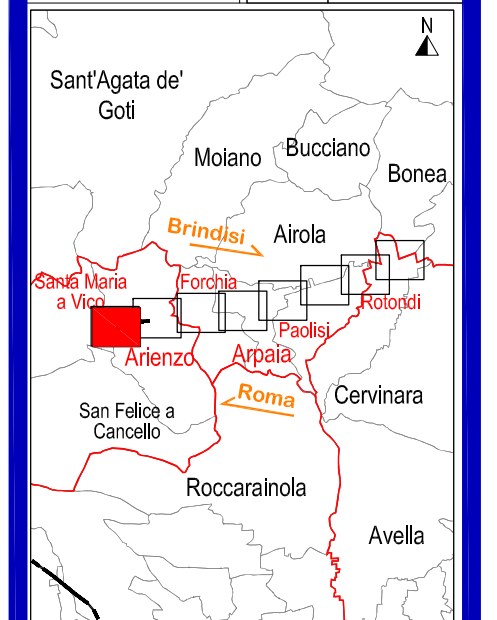 N
Sant'Agata de'
Goti
Bucciano
Moiano
Bonea
Brindisi
Airola
Santa Maria
a Vico
Forchia
Rotondi
Paolisi
Arienzo
Arpaia
Roma
Cervinara
San Felice a
Cancello
Roccarainola
Avella